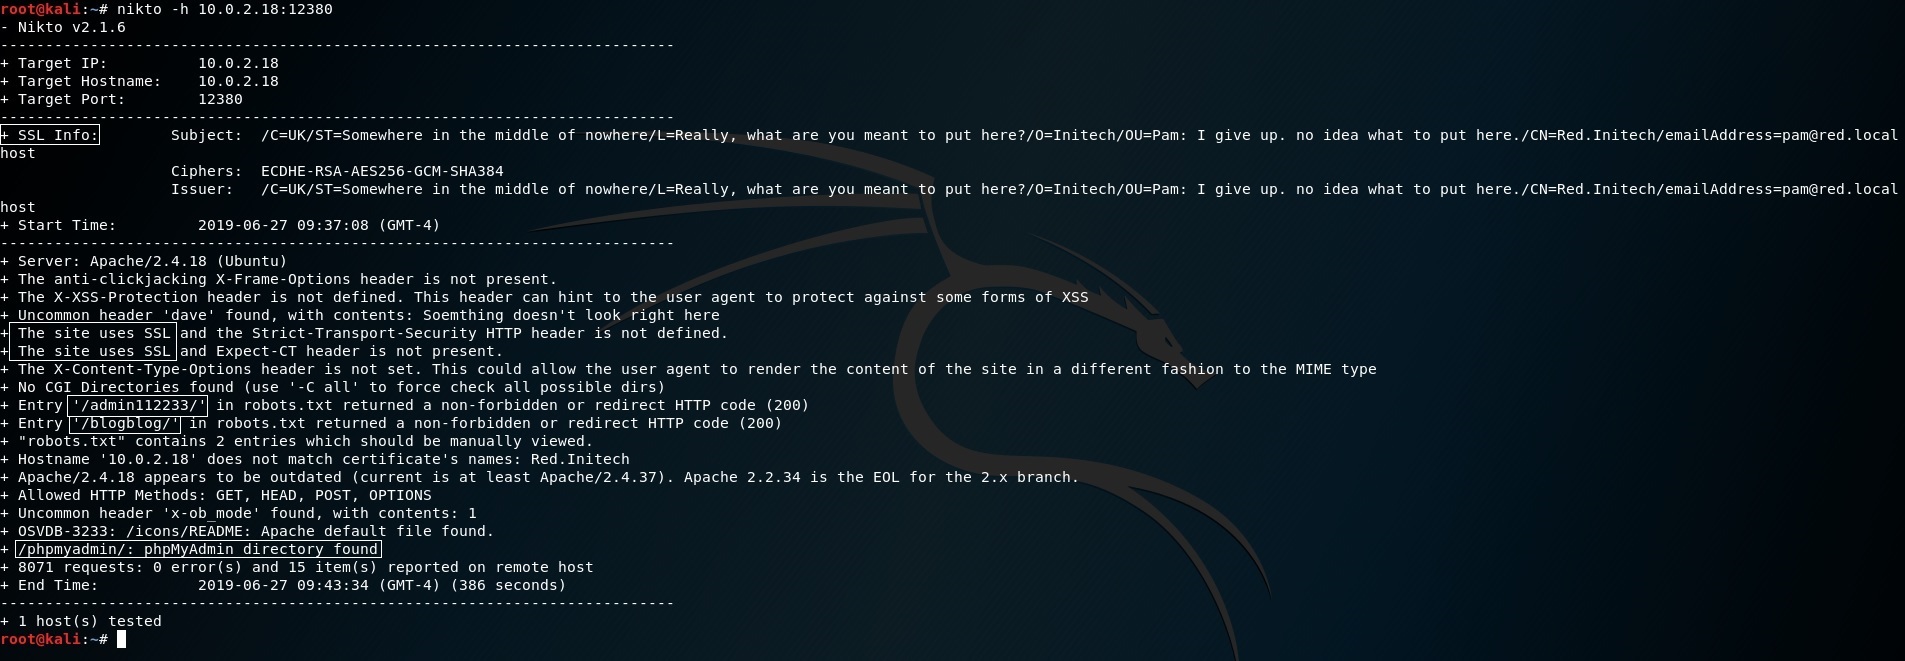 root@kali:~# nikto -h 10.0.2.18:12380
- Nikto v2.1.6
---------------------------------------------------------------------------
+ Target IP:          10.0.2.18
+ Target Hostname:    10.0.2.18
+ Target Port:        12380
---------------------------------------------------------------------------
+ SSL Info:        Subject:  /C=UK/ST=Somewhere in the middle of nowhere/L=Really, what are you meant to put here?/O=Initech/OU=Pam: I give up. no idea what to put here./CN=Red.Initech/emailAddress=pam@red.local
host
                   Ciphers:  ECDHE-RSA-AES256-GCM-SHA384
                   Issuer:   /C=UK/ST=Somewhere in the middle of nowhere/L=Really, what are you meant to put here?/O=Initech/OU=Pam: I give up. no idea what to put here./CN=Red.Initech/emailAddress=pam@red.local
host
+ Start Time:         2019-06-27 09:37:08 (GMT-4)
---------------------------------------------------------------------------
+ Server: Apache/2.4.18 (Ubuntu)
+ The anti-clickjacking X-Frame-Options header is not present.
+ The X-XSS-Protection header is not defined. This header can hint to the user agent to protect against some forms of XSS
+ Uncommon header 'dave' found, with contents: Soemthing doesn't look right here
+ The site uses SSL and the Strict-Transport-Security HTTP header is not defined.
+ The site uses SSL and Expect-CT header is not present.
+ The X-Content-Type-Options header is not set. This could allow the user agent to render the content of the site in a different fashion to the MIME type
+ No CGI Directories found (use '-C all' to force check all possible dirs)
+ Entry '/admin112233/' in robots.txt returned a non-forbidden or redirect HTTP code (200)
+ Entry '/blogblog/' in robots.txt returned a non-forbidden or redirect HTTP code (200)
+ "robots.txt" contains 2 entries which should be manually viewed.
+ Hostname '10.0.2.18' does not match certificate's names: Red.Initech
+ Apache/2.4.18 appears to be outdated (current is at least Apache/2.4.37). Apache 2.2.34 is the EOL for the 2.x branch.
+ Allowed HTTP Methods: GET, HEAD, POST, OPTIONS
+ Uncommon header 'x-ob_mode' found, with contents: 1
+ OSVDB-3233: /icons/README: Apache default file found.
+ /phpmyadmin/: phpMyAdmin directory found
+ 8071 requests: 0 error(s) and 15 item(s) reported on remote host
+ End Time:           2019-06-27 09:43:34 (GMT-4) (386 seconds)
---------------------------------------------------------------------------
+ 1 host(s) tested
root@kali:~#